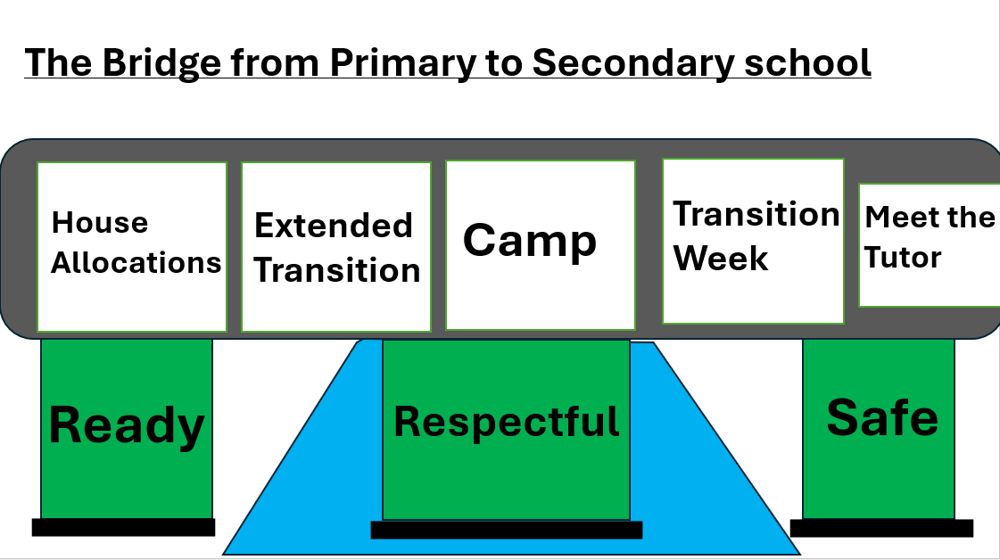 The Bridge from Primary to Secondary school
House
Allocations
Extended
Transition
Camp
Transition
Week
Meet the
Tutor
Ready
Respectful
Safe